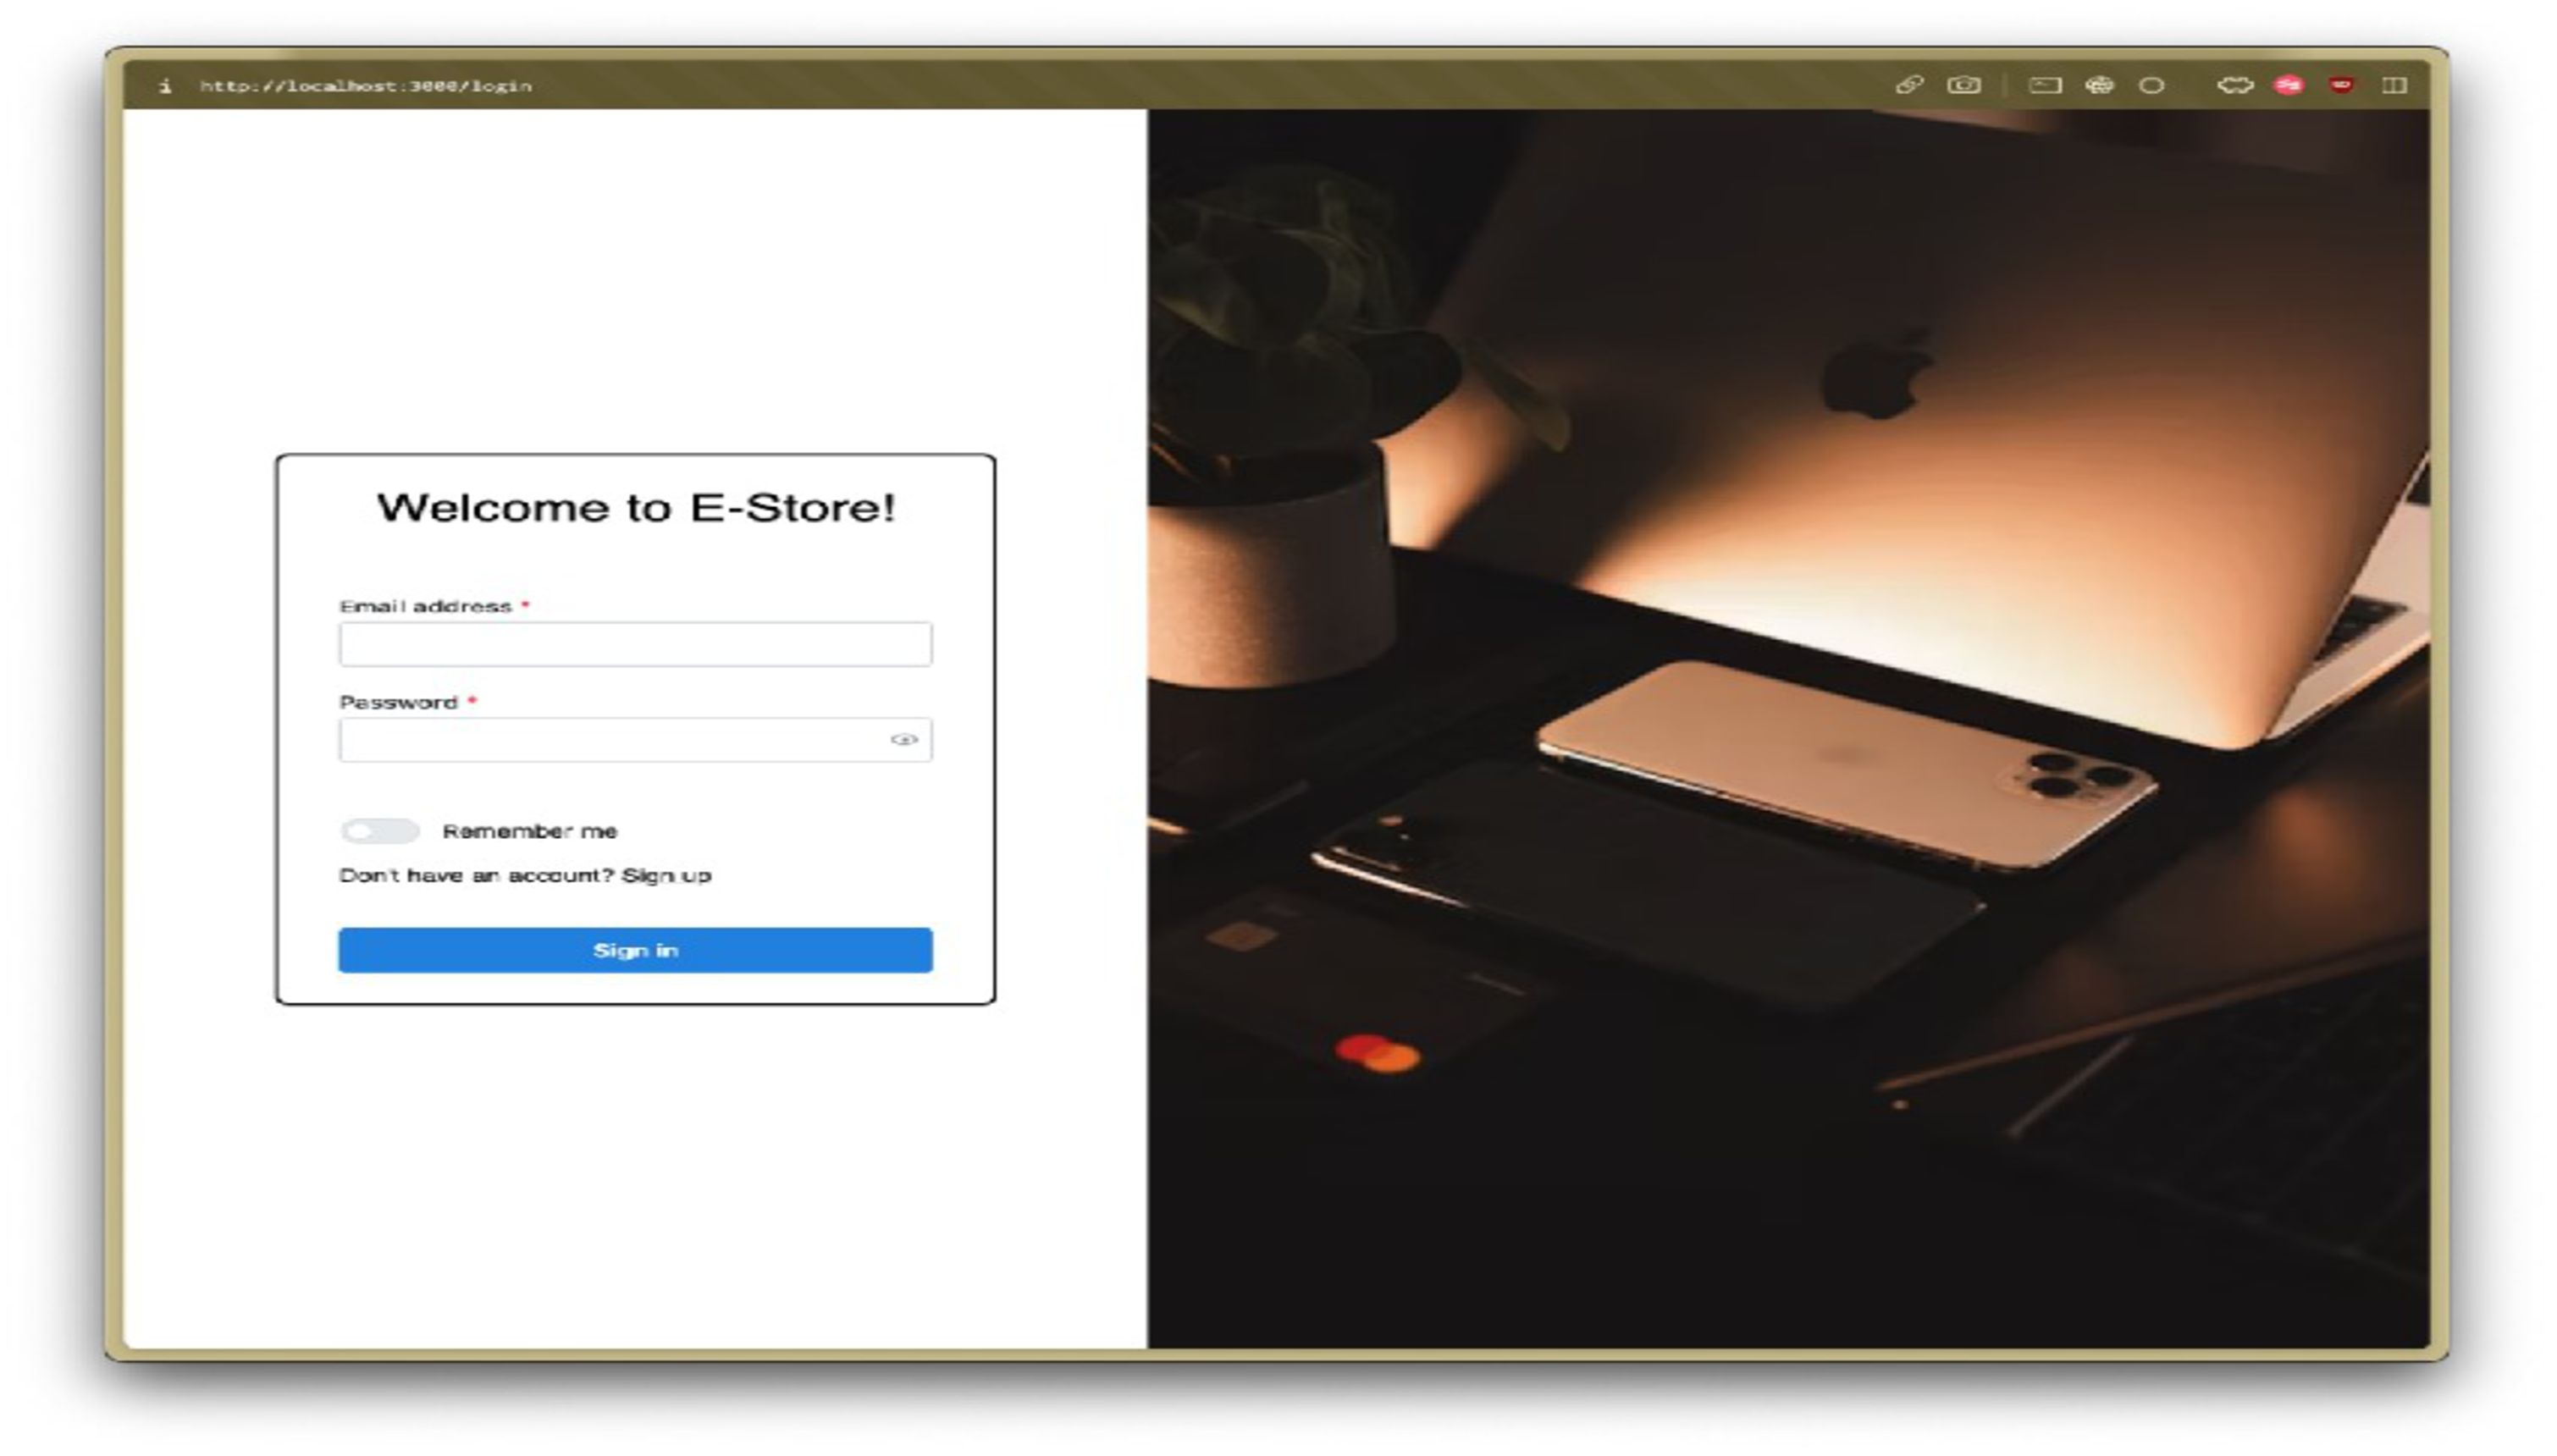 i http://localhost:3000/login
Welcome to E-Store!
Email address *
Password *
Remember me
Don't have an account? Sign up
Sign in